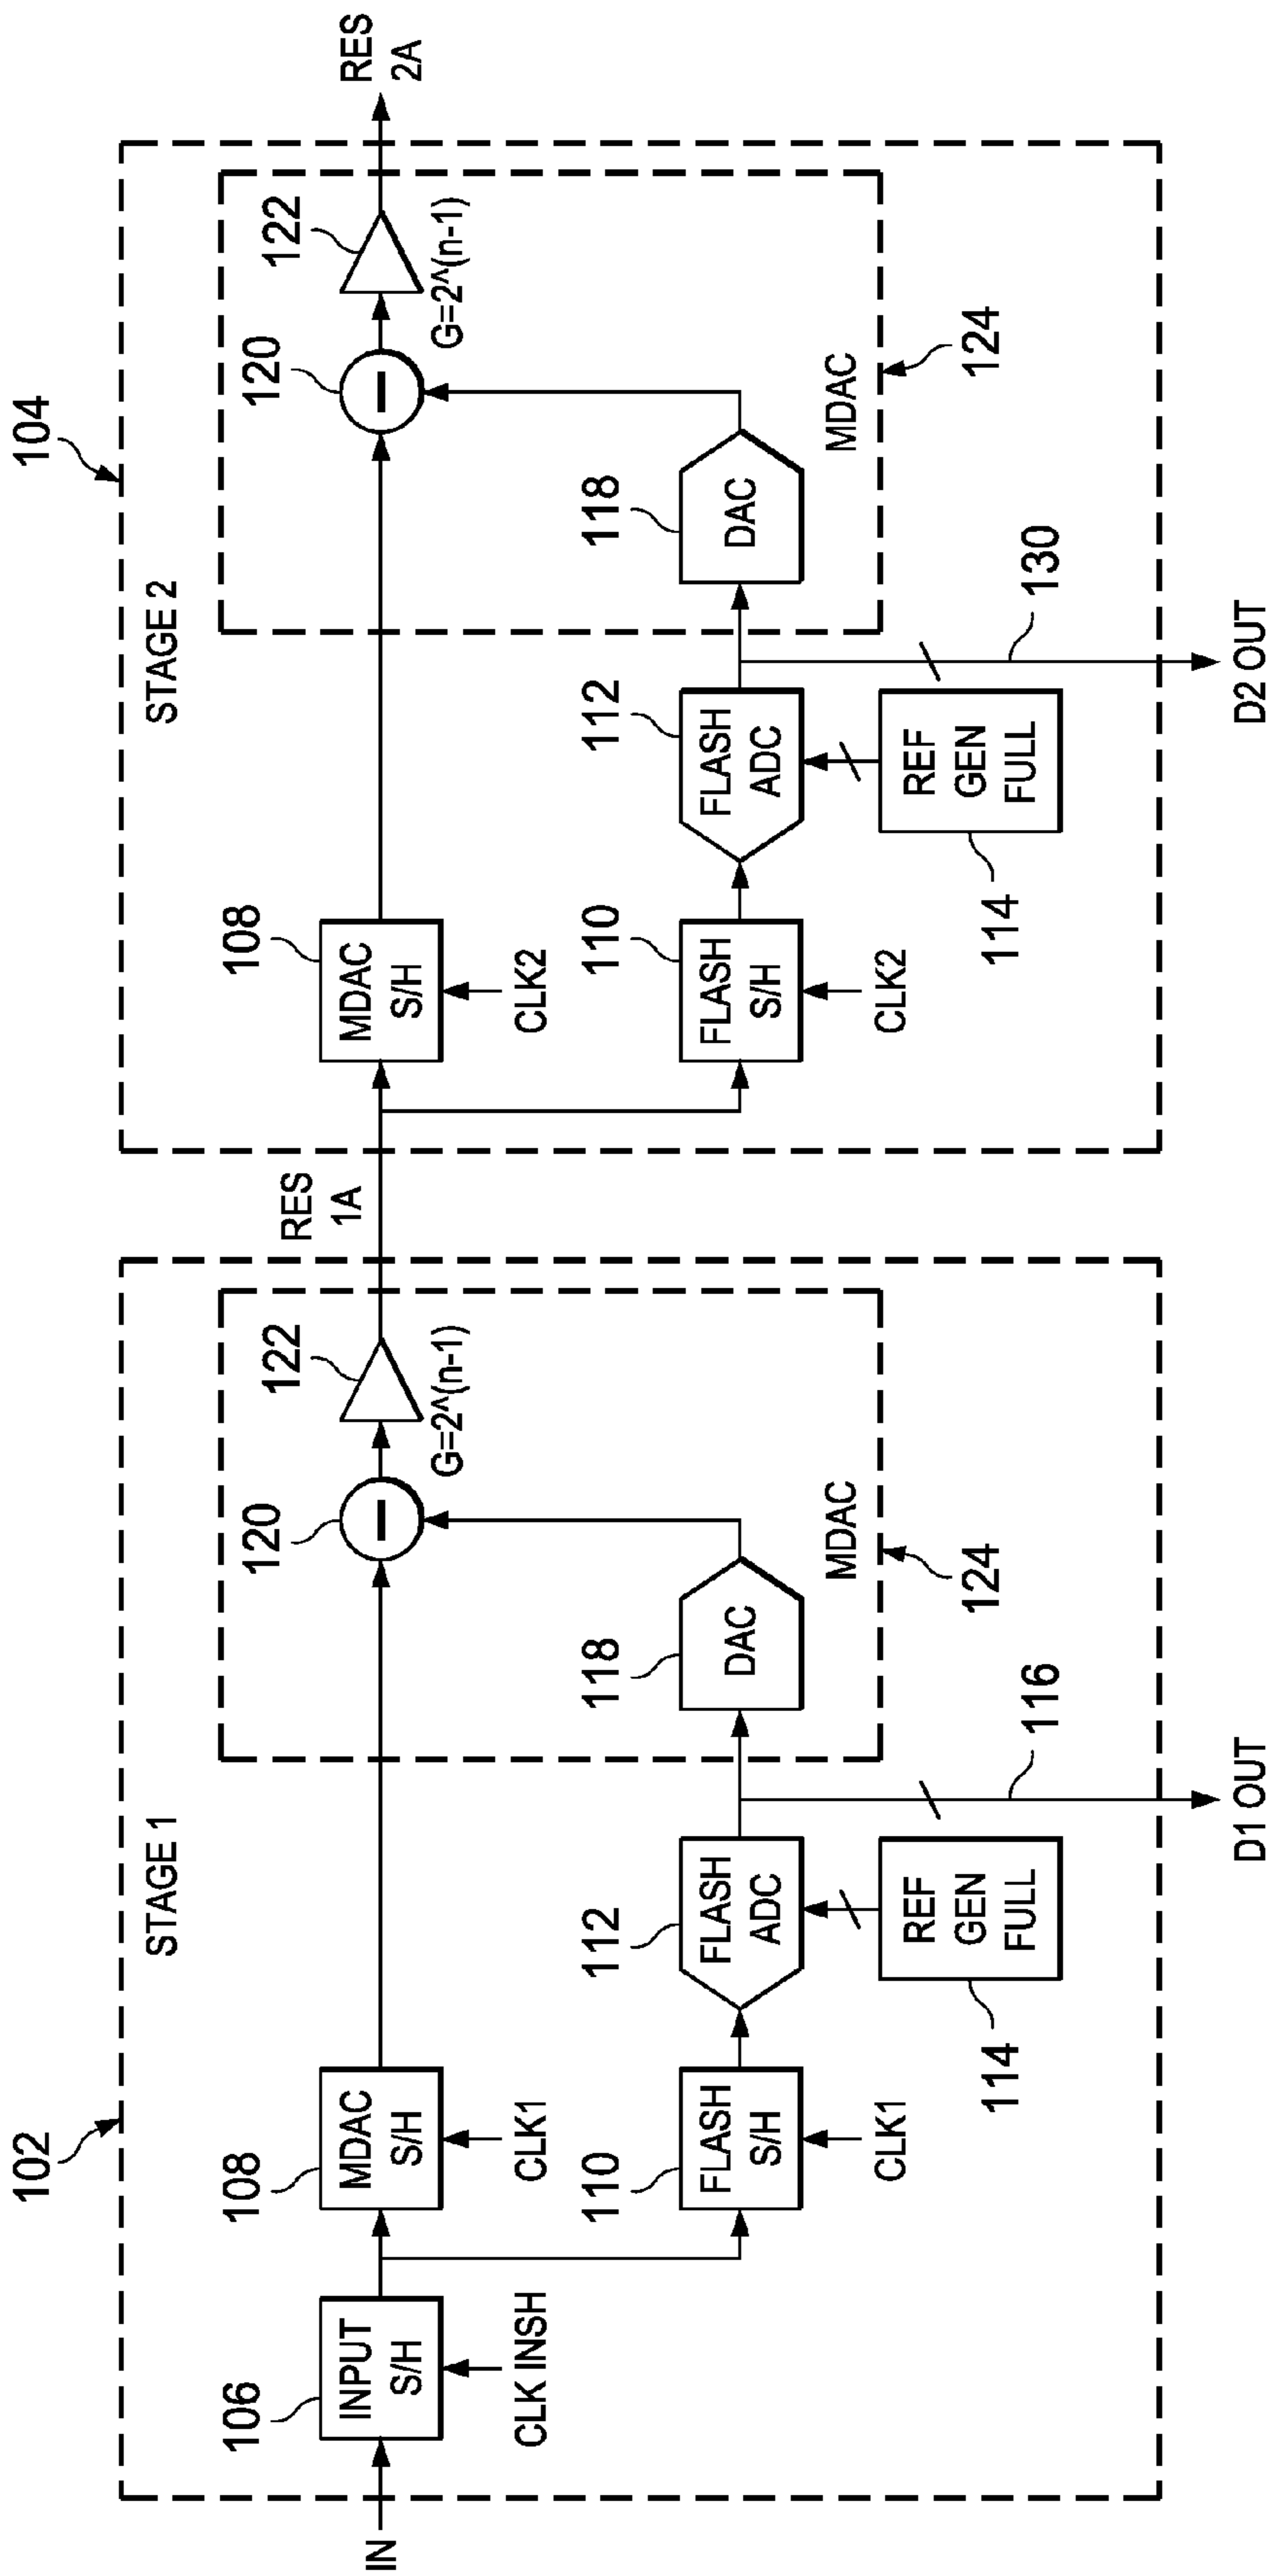 102
STAGE 1
IN
106
INPUT
S/H
CLK INSH
108
MDAC
S/H
CLK1
110
FLASH
S/H
CLK1
112
FLASH
ADC
114
REF
GEN
FULL
116
D1 OUT
118
DAC
120
122
G=2^(n-1)
MDAC
124
RES
1A
104
STAGE 2
108
MDAC
S/H
CLK2
110
FLASH
S/H
CLK2
112
FLASH
ADC
114
REF
GEN
FULL
130
D2 OUT
118
DAC
120
122
G=2^(n-1)
MDAC
124
RES
2A